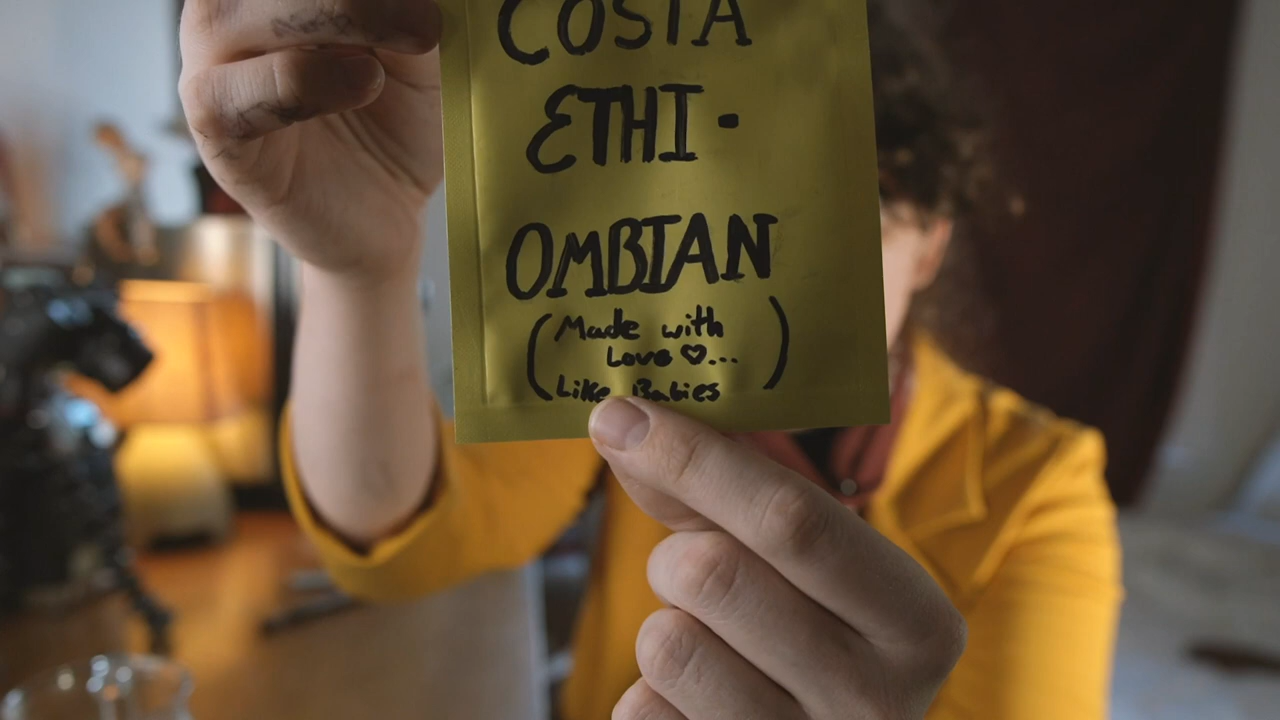 COSTA
ETHI-
OMBIAN
(Made with
Love ♡...
Like Babies)